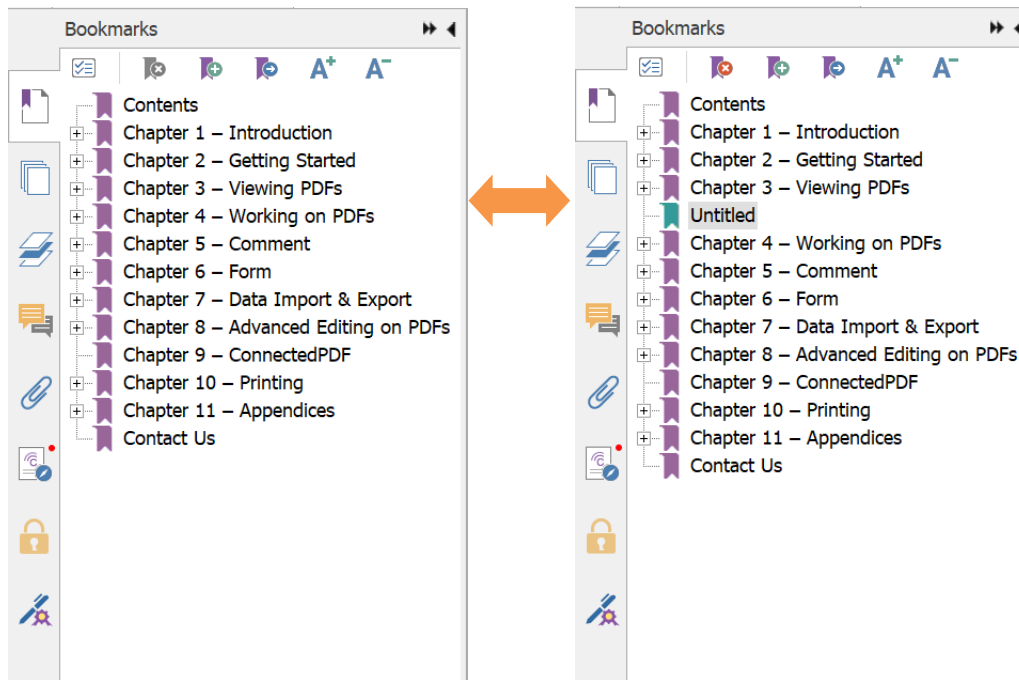 Bookmarks
A+ A-
Contents
Chapter 1 – Introduction
Chapter 2 – Getting Started
Chapter 3 – Viewing PDFs
Chapter 4 – Working on PDFs
Chapter 5 – Comment
Chapter 6 – Form
Chapter 7 – Data Import & Export
Chapter 8 – Advanced Editing on PDFs
Chapter 9 – ConnectedPDF
Chapter 10 – Printing
Chapter 11 – Appendices
Contact Us
Bookmarks
A+ A-
Contents
Chapter 1 – Introduction
Chapter 2 – Getting Started
Chapter 3 – Viewing PDFs
Untitled
Chapter 4 – Working on PDFs
Chapter 5 – Comment
Chapter 6 – Form
Chapter 7 – Data Import & Export
Chapter 8 – Advanced Editing on PDFs
Chapter 9 – ConnectedPDF
Chapter 10 – Printing
Chapter 11 – Appendices
Contact Us